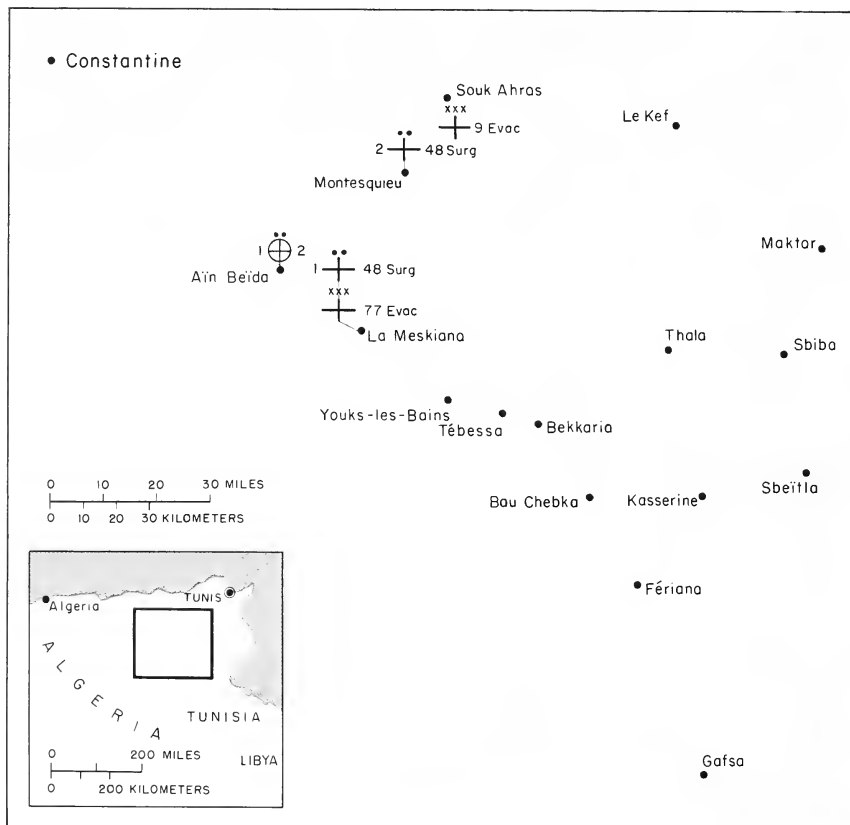 Constantine
Souk Ahras
xxx
9 Evac
Le Kef
2 48 Surg
Montesquieu
Maktar
1 2
Aïn Beïda
1 48 Surg
xxx
77 Evac
La Meskiana
Thala
Sbiba
Youks-les-Bains
Tébessa
Bekkaria
Sbeïtla
0 10 20 30 MILES
0 10 20 30 KILOMETERS
Bou Chebka
Kasserine
Fériana
TUNIS
Algeria
ALGERIA
TUNISIA
LIBYA
0 200 MILES
0 200 KILOMETERS
Gafsa